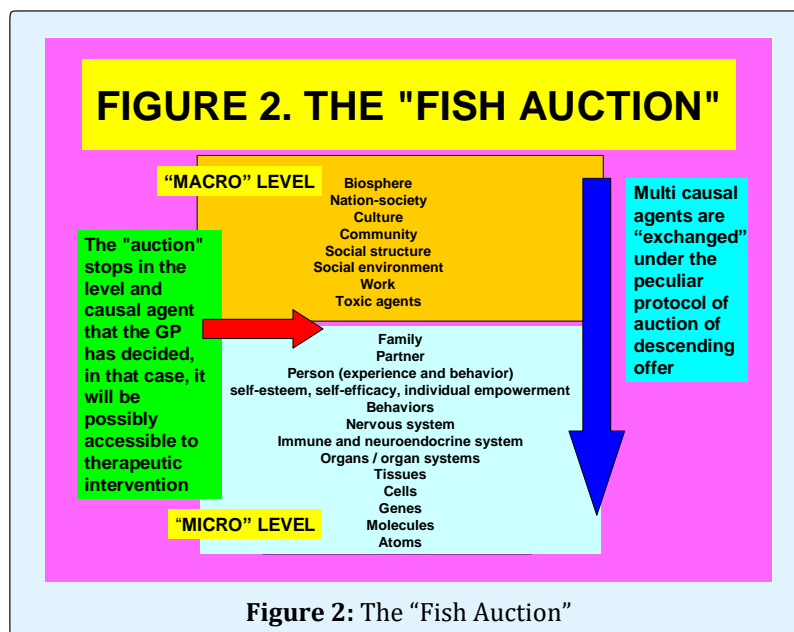 FIGURE 2. THE "FISH AUCTION"
“MACRO” LEVEL
Biosphere
Nation-society
Culture
Community
Social structure
Social environment
Work
Toxic agents
The "auction"
stops in the
level and
causal agent
that the GP
has decided,
in that case, it
will be
possibly
accessible to
therapeutic
intervention
Multi causal
agents are
“exchanged”
under the
peculiar
protocol of
auction of
descending
offer
Family
Partner
Person (experience and behavior)
self-esteem, self-efficacy, individual empowerment
Behaviors
Nervous system
Immune and neuroendocrine system
Organs / organ systems
Tissues
Cells
Genes
Molecules
Atoms
“MICRO” LEVEL
Figure 2: The “Fish Auction”